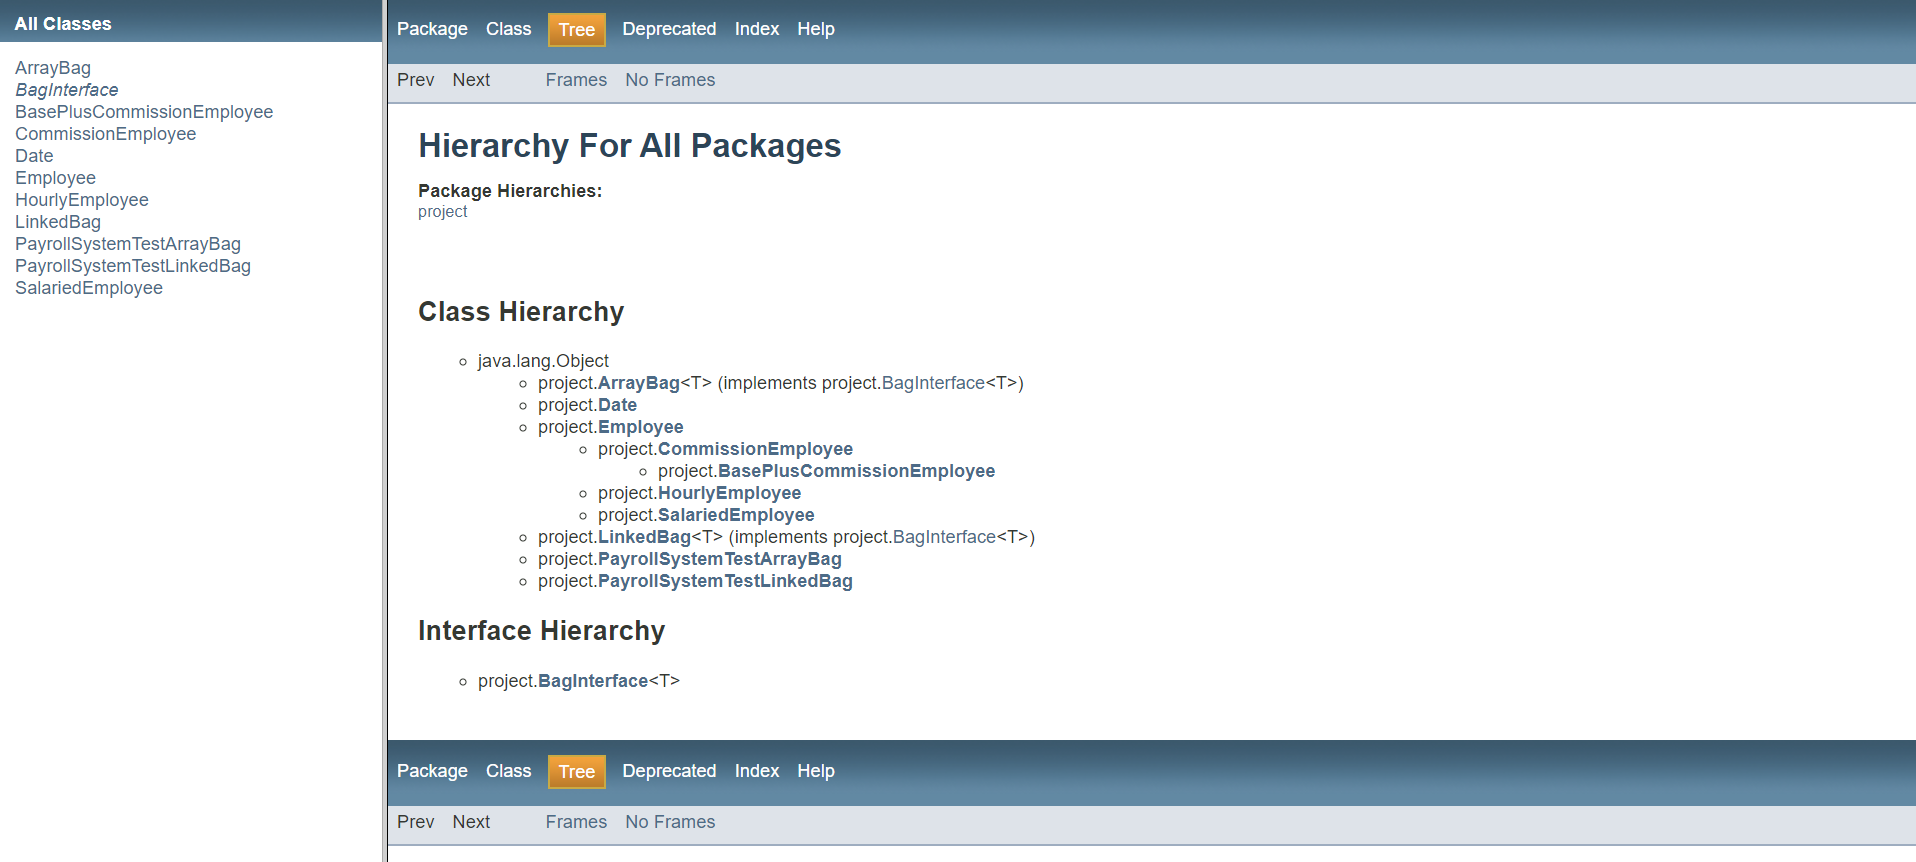 All Classes
ArrayBag
BagInterface
BasePlusCommissionEmployee
CommissionEmployee
Date
Employee
HourlyEmployee
LinkedBag
PayrollSystemTestArrayBag
PayrollSystemTestLinkedBag
SalariedEmployee
Package Class Tree Deprecated Index Help
Prev Next Frames No Frames
Hierarchy For All Packages
Package Hierarchies:
project
Class Hierarchy
java.lang.Object
project.ArrayBag<T> (implements project.BagInterface<T>)
project.Date
project.Employee
project.CommissionEmployee
project.BasePlusCommissionEmployee
project.HourlyEmployee
project.SalariedEmployee
project.LinkedBag<T> (implements project.BagInterface<T>)
project.PayrollSystemTestArrayBag
project.PayrollSystemTestLinkedBag
Interface Hierarchy
project.BagInterface<T>
Package Class Tree Deprecated Index Help
Prev Next Frames No Frames